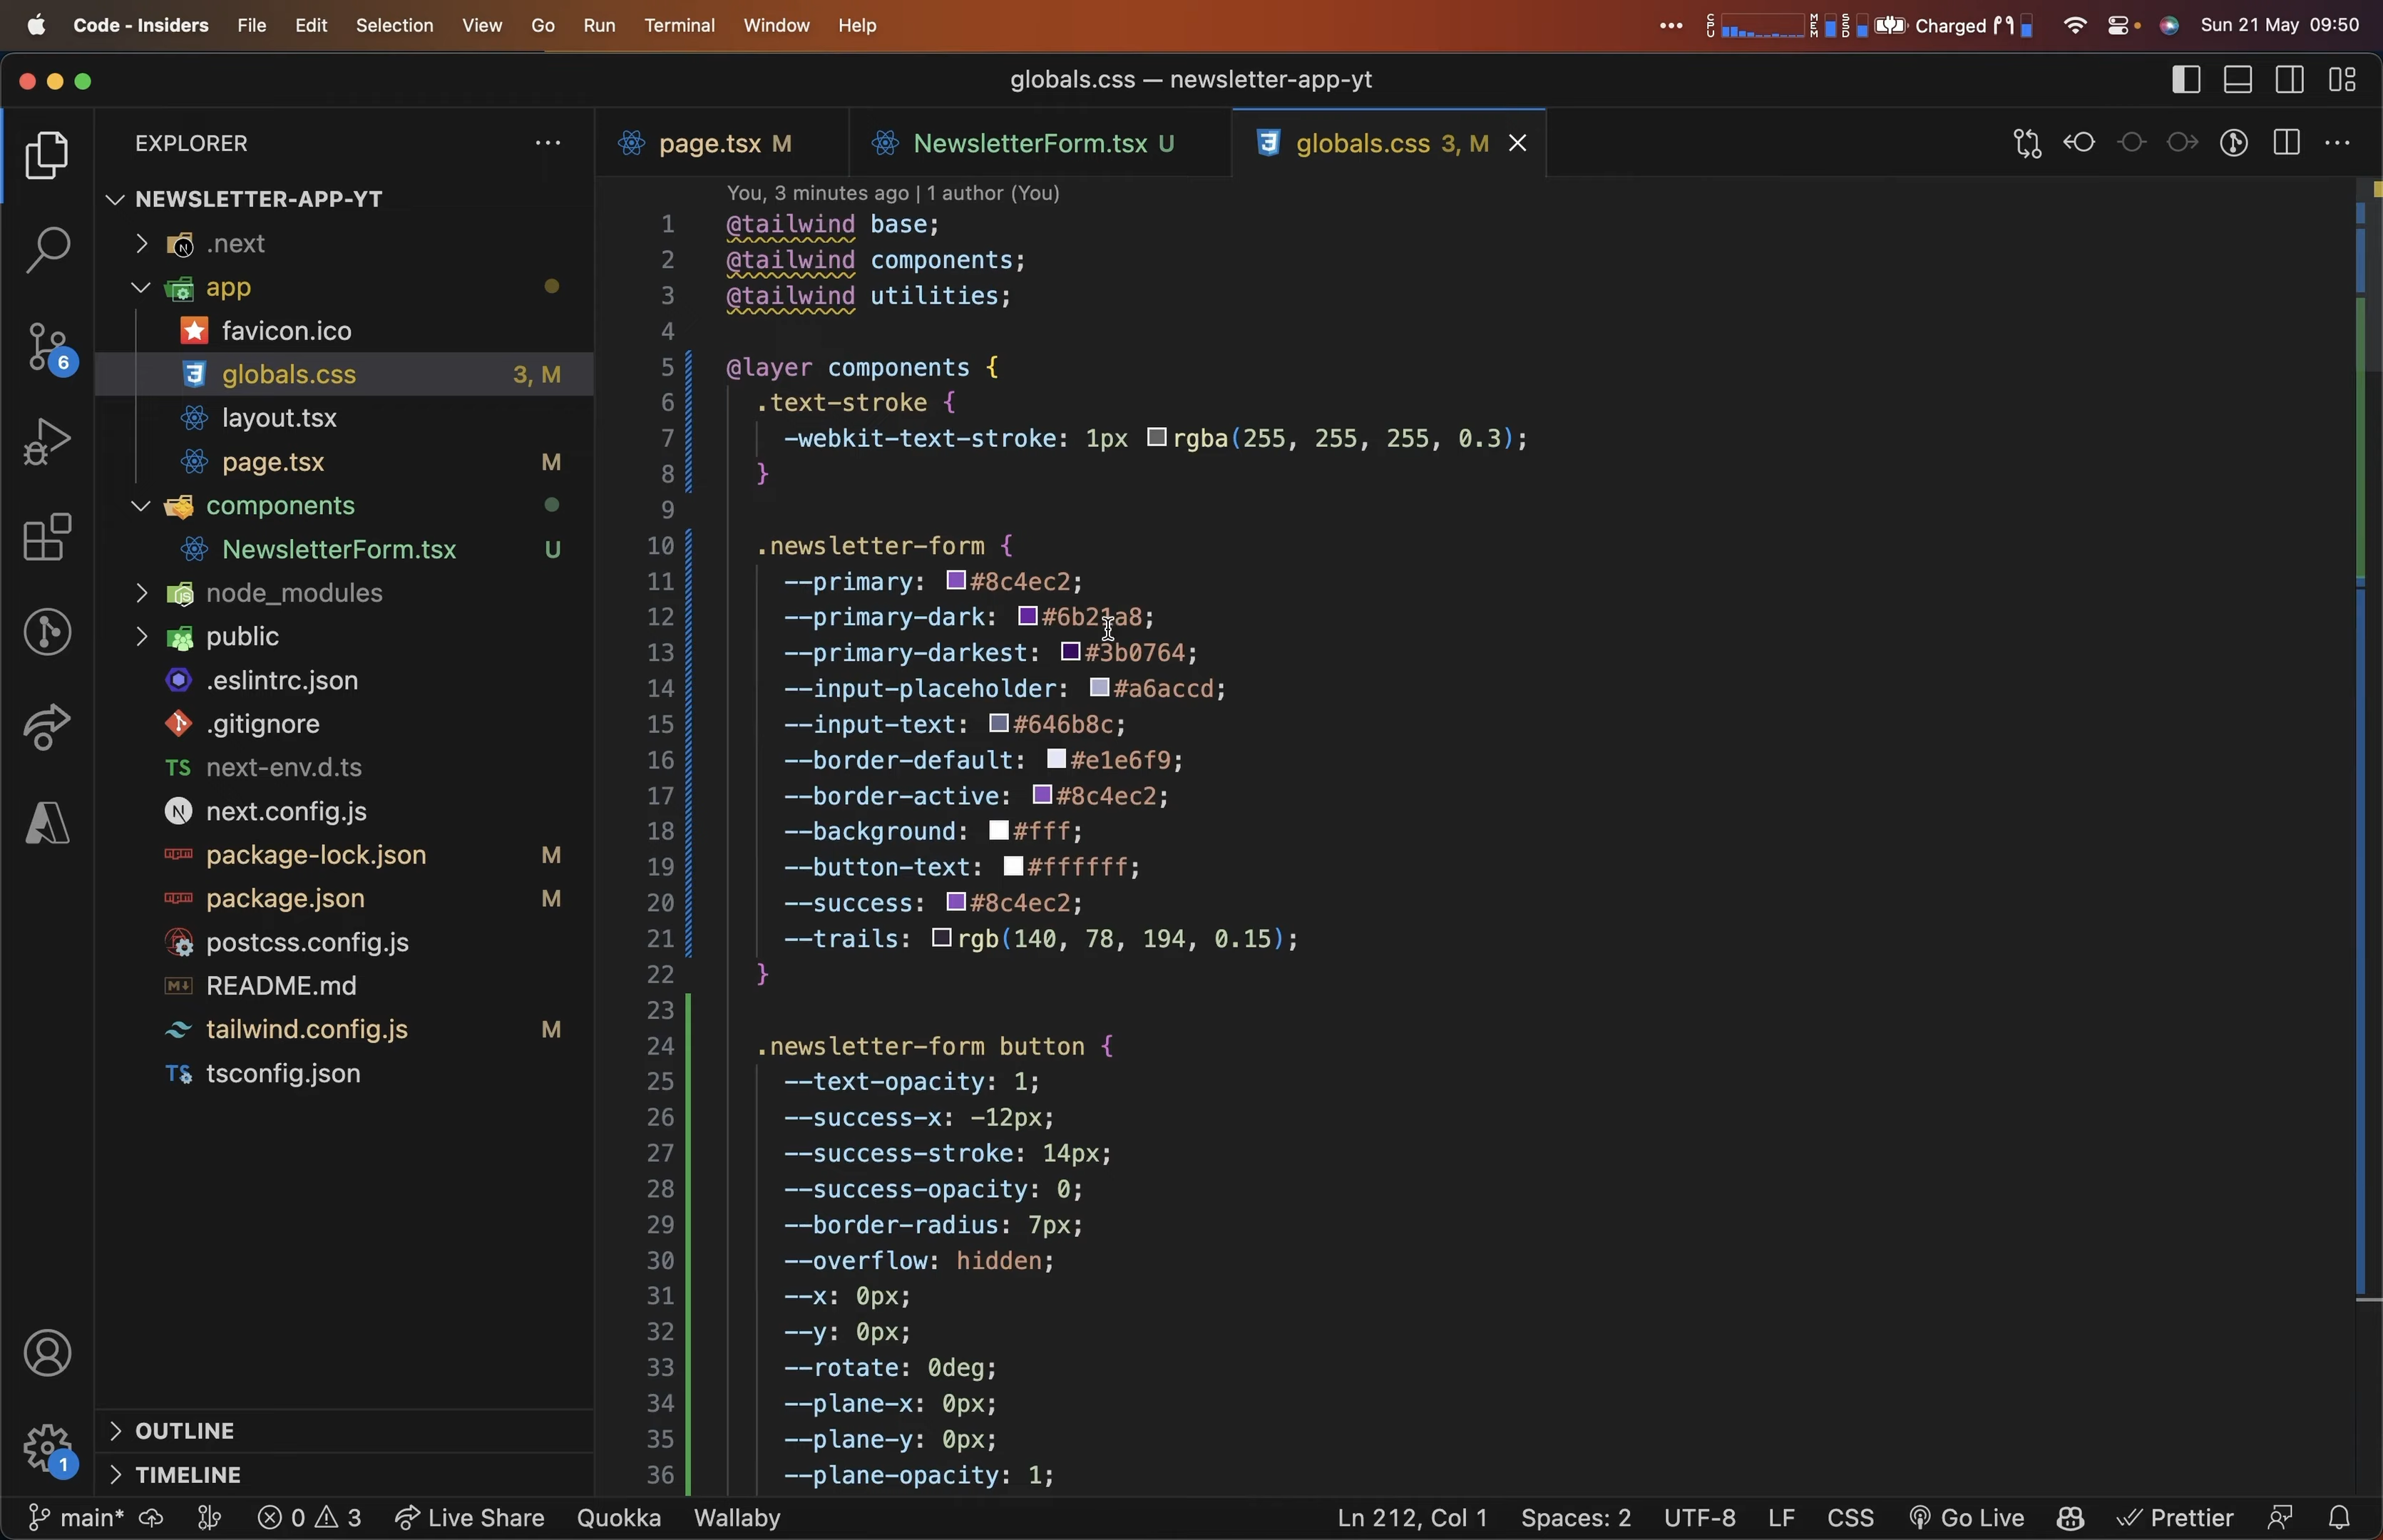 Code - Insiders File Edit Selection View Go Run Terminal Window Help ••• CPU MEM SSD Charged Sun 21 May 09:50
globals.css — newsletter-app-yt
EXPLORER
NEWSLETTER-APP-YT
.next
app
favicon.ico
globals.css 3, M
layout.tsx
page.tsx M
components
NewsletterForm.tsx U
node_modules
public
.eslintrc.json
.gitignore
TS next-env.d.ts
N next.config.js
package-lock.json M
package.json M
postcss.config.js
README.md
tailwind.config.js M
TS tsconfig.json
OUTLINE
TIMELINE
6
1
page.tsx M NewsletterForm.tsx U globals.css 3, M
You, 3 minutes ago | 1 author (You)
1 @tailwind base;
2 @tailwind components;
3 @tailwind utilities;
4
5 @layer components {
6 .text-stroke {
7 -webkit-text-stroke: 1px rgba(255, 255, 255, 0.3);
8 }
9
10 .newsletter-form {
11 --primary: #8c4ec2;
12 --primary-dark: #6b21a8;
13 --primary-darkest: #3b0764;
14 --input-placeholder: #a6accd;
15 --input-text: #646b8c;
16 --border-default: #e1e6f9;
17 --border-active: #8c4ec2;
18 --background: #fff;
19 --button-text: #ffffff;
20 --success: #8c4ec2;
21 --trails: rgb(140, 78, 194, 0.15);
22 }
23
24 .newsletter-form button {
25 --text-opacity: 1;
26 --success-x: -12px;
27 --success-stroke: 14px;
28 --success-opacity: 0;
29 --border-radius: 7px;
30 --overflow: hidden;
31 --x: 0px;
32 --y: 0px;
33 --rotate: 0deg;
34 --plane-x: 0px;
35 --plane-y: 0px;
36 --plane-opacity: 1;
main* 0 3 Live Share Quokka Wallaby Ln 212, Col 1 Spaces: 2 UTF-8 LF CSS Go Live Prettier